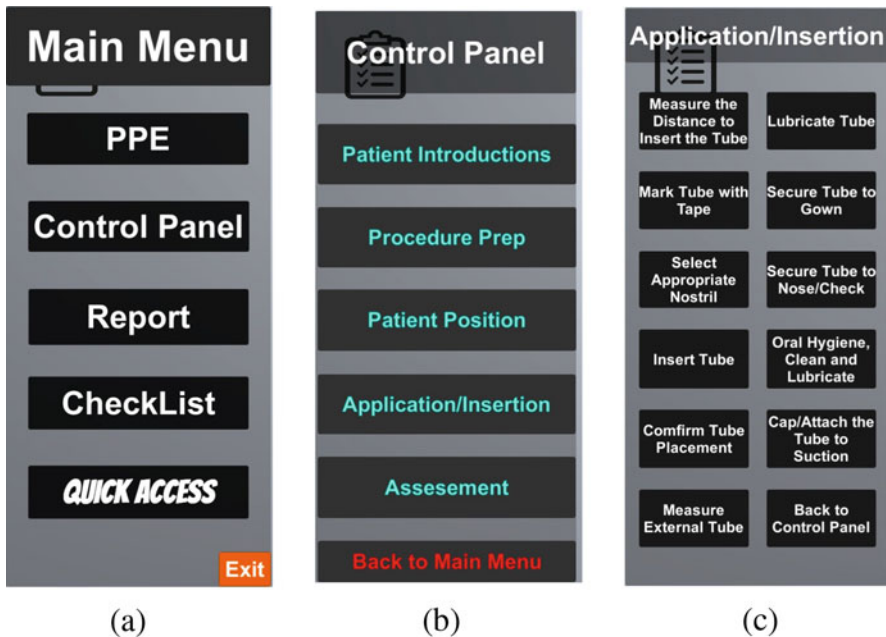 Main Menu
PPE
Control Panel
Report
CheckList
QUICK ACCESS
Exit
(a)
Control Panel
Patient Introductions
Procedure Prep
Patient Position
Application/Insertion
Assesement
Back to Main Menu
(b)
Application/Insertion
Measure the
Distance to
Insert the Tube
Lubricate Tube
Mark Tube with
Tape
Secure Tube to
Gown
Select
Appropriate
Nostril
Secure Tube to
Nose/Check
Insert Tube
Oral Hygiene,
Clean and
Lubricate
Comfirm Tube
Placement
Cap/Attach the
Tube to
Suction
Measure
External Tube
Back to
Control Panel
(c)